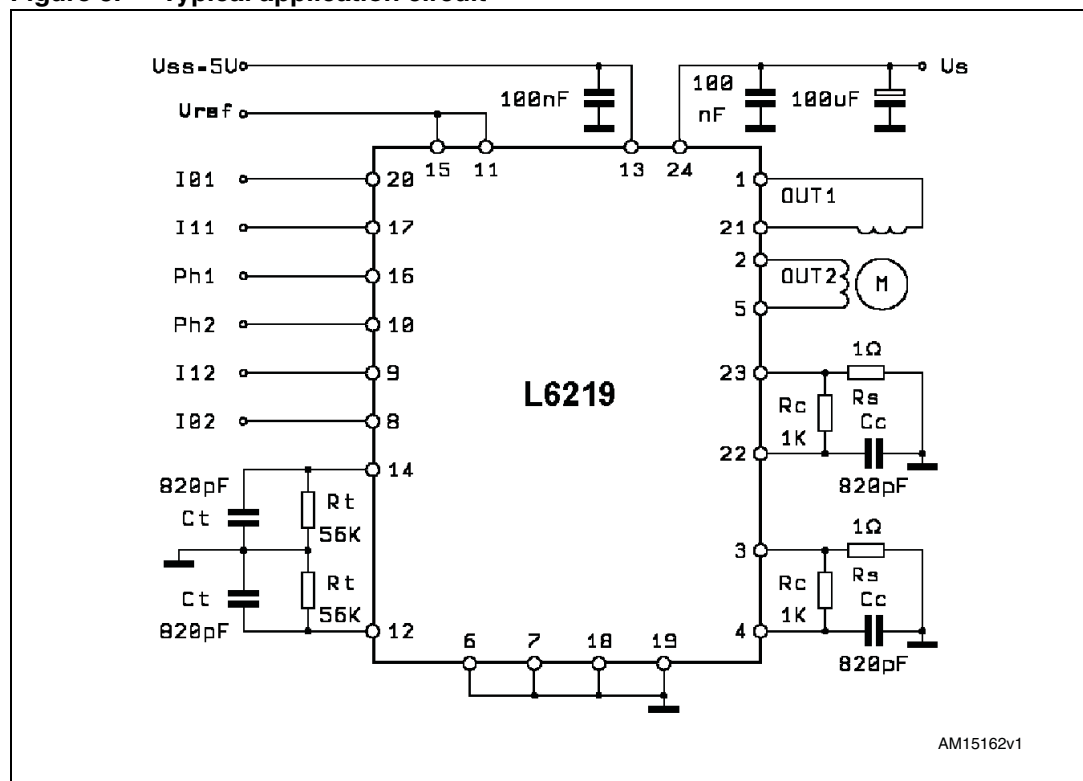 Uss-5V
Us
100nF
100
nF
100uF
Uref
15
11
13
24
I01
20
1
OUT1
I11
17
21
Ph1
16
2
OUT2
M
Ph2
10
5
I12
9
23
1Ω
Rs
L6219
Rc
1K
Cc
I02
8
22
820pF
14
820pF
Ct
Rt
56K
3
1Ω
Rs
Ct
Rt
56K
Rc
1K
Cc
820pF
12
4
820pF
6
7
18
19
AM15162v1